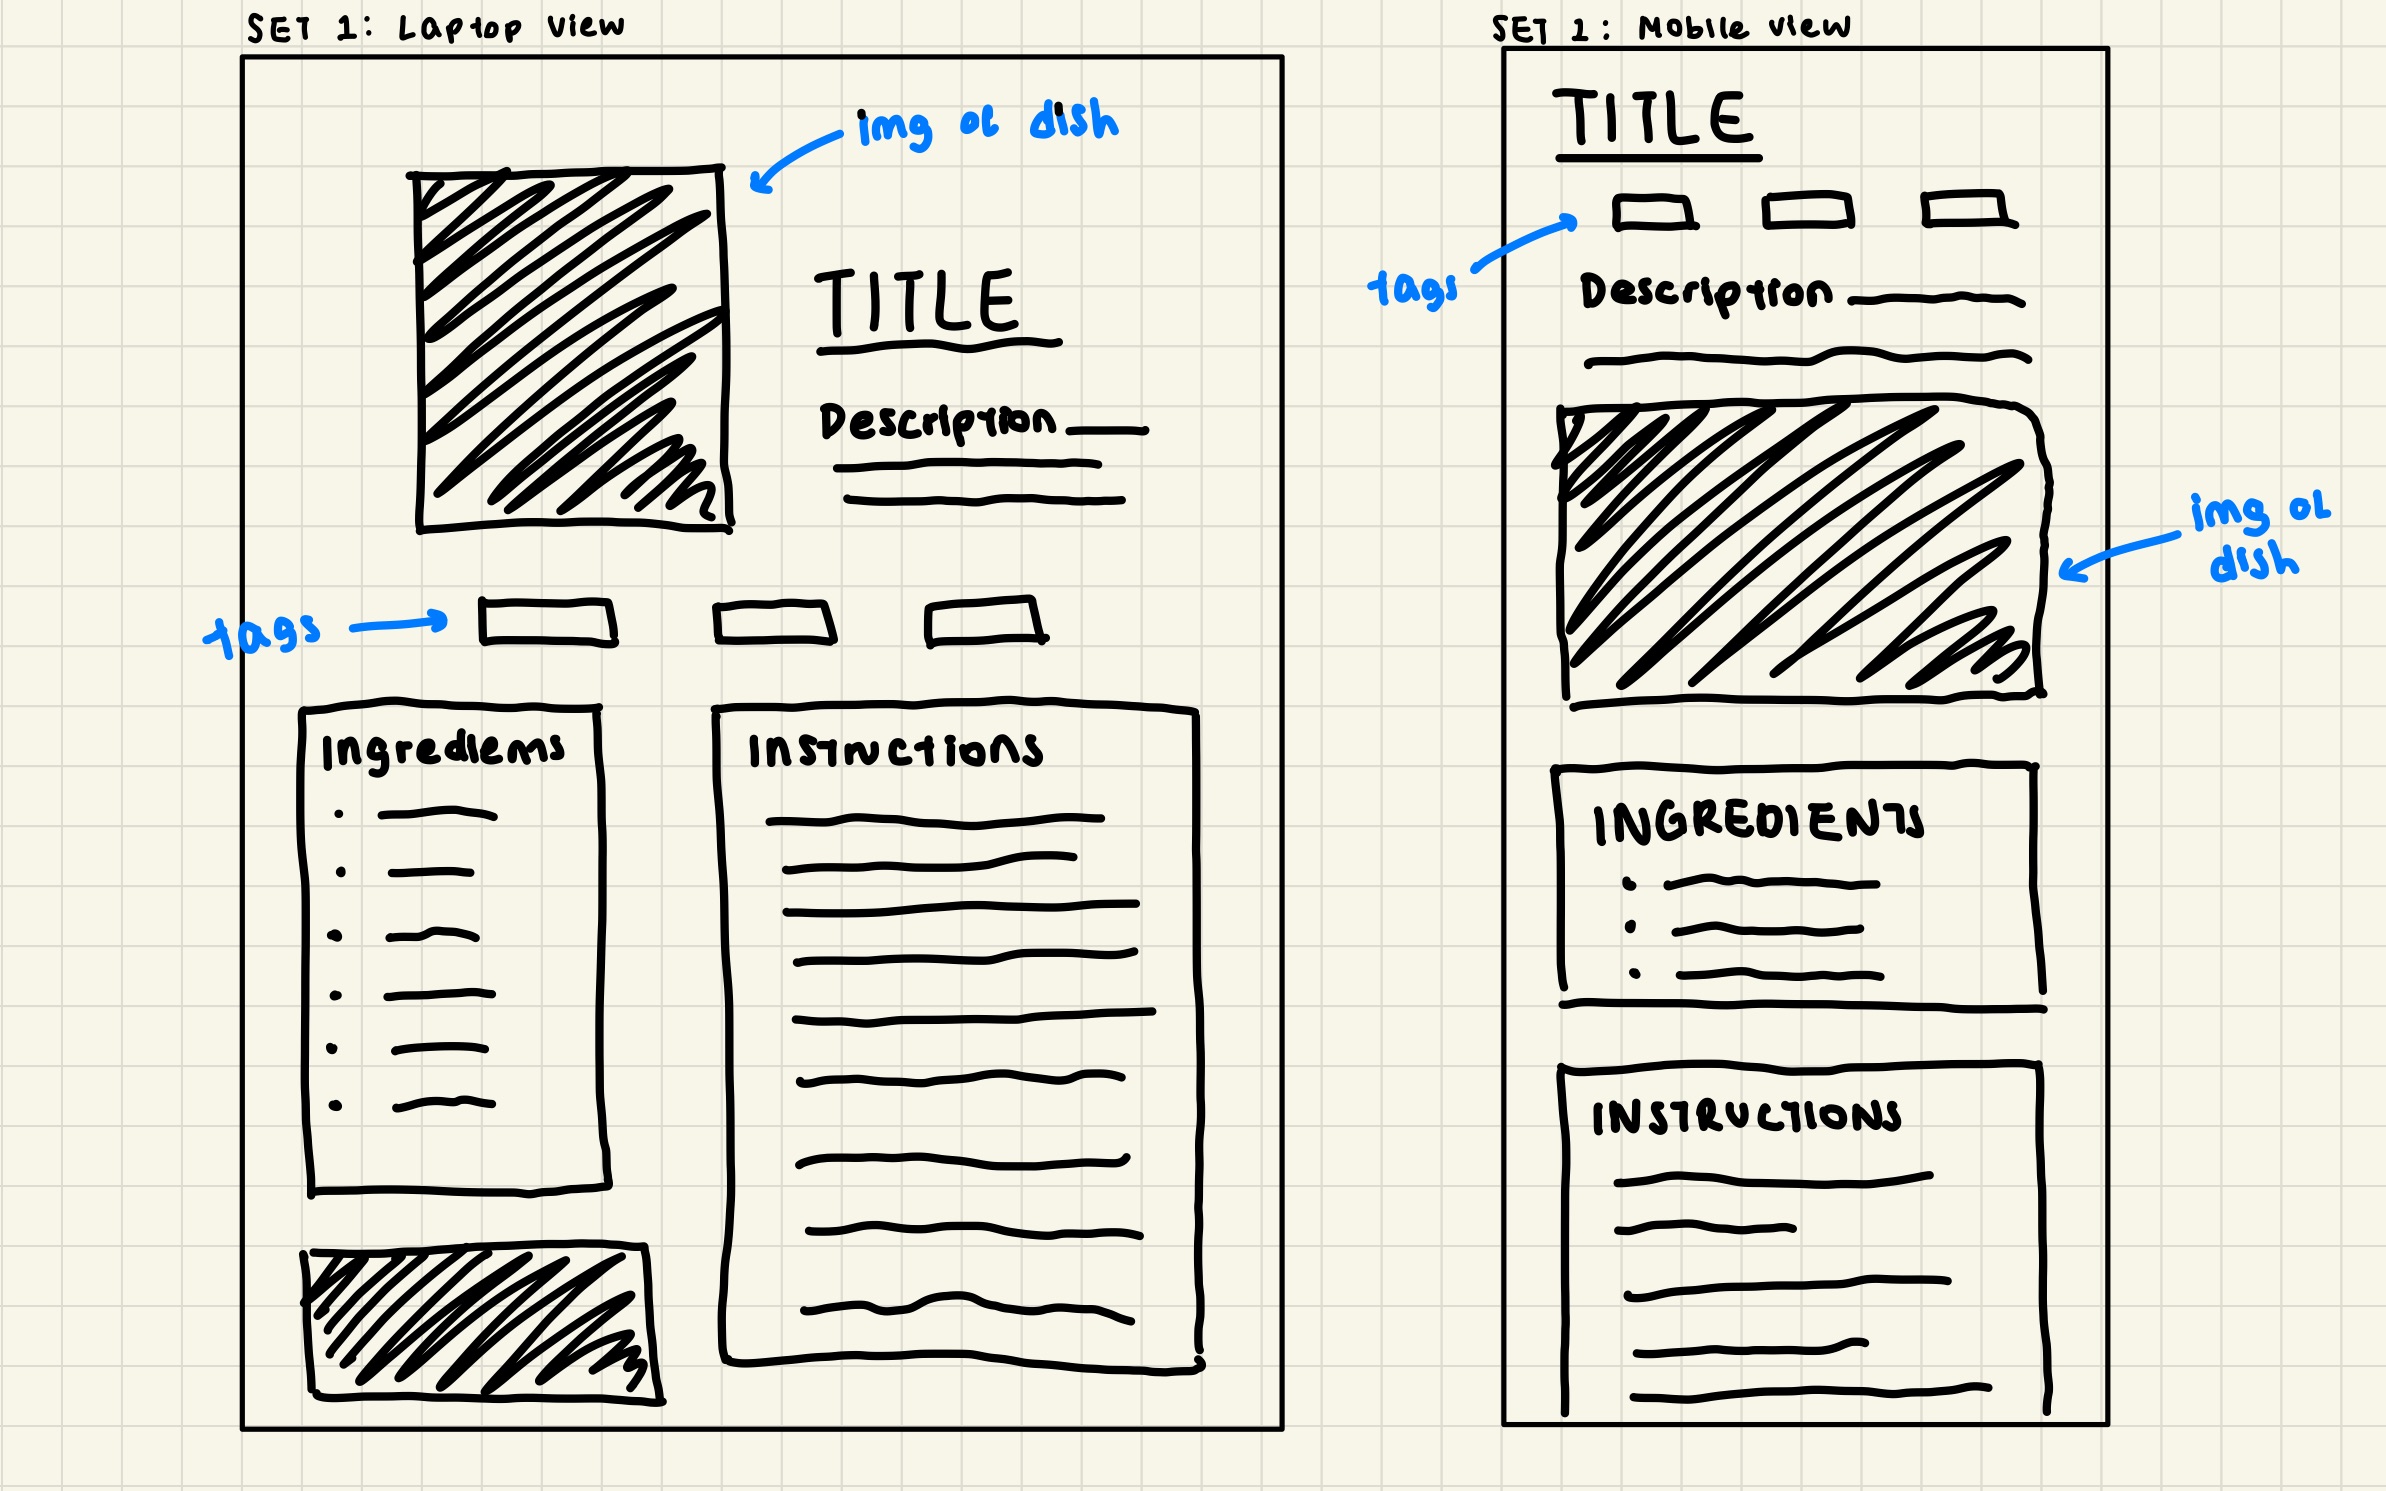 SET 1: Laptop view
img of dish
TITLE
Description
tags
Ingredients
Instructions
SET 1: Mobile view
TITLE
tags
Description
img of
dish
INGREDIENTS
INSTRUCTIONS